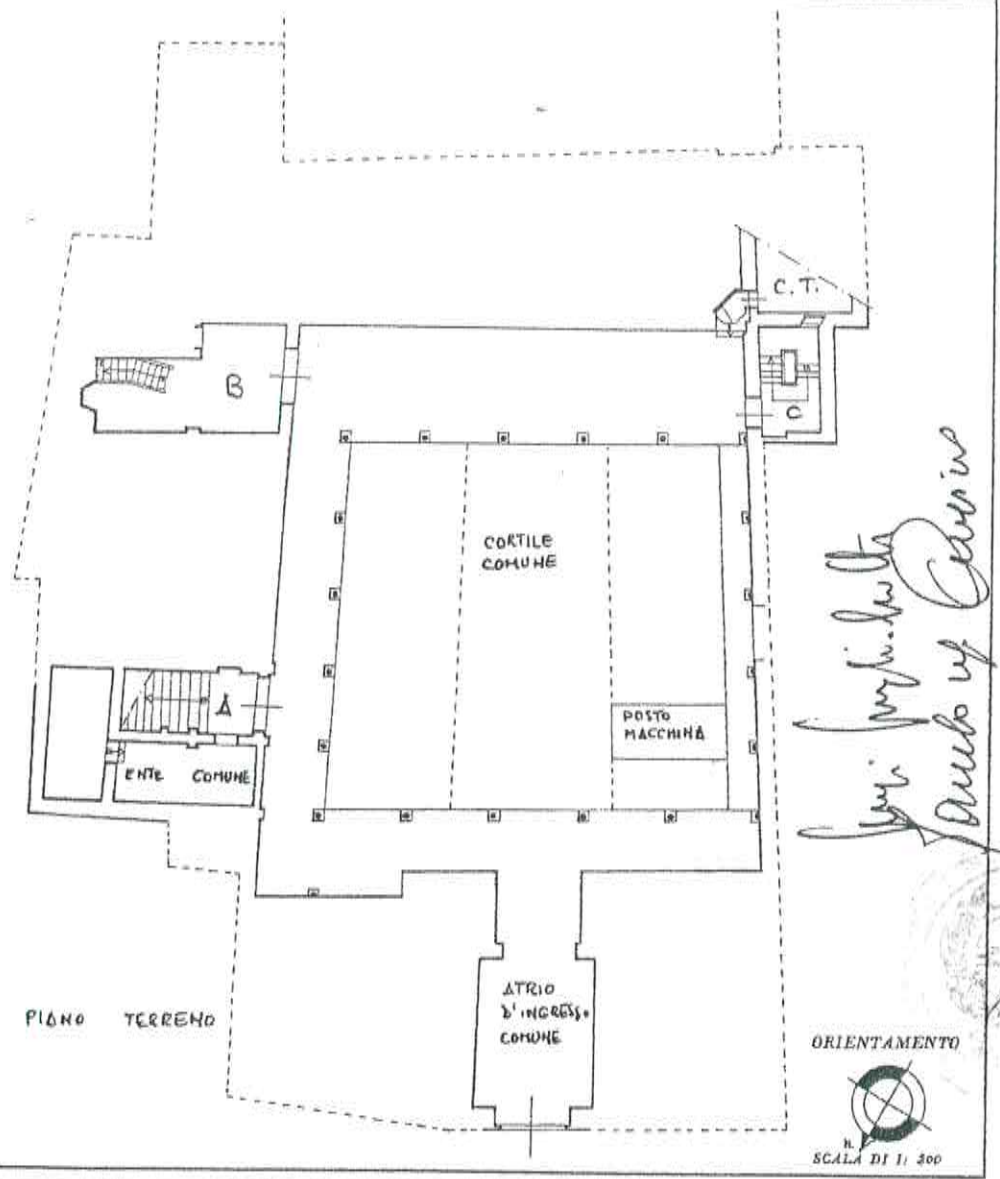 C. T.
B
C
CORTILE
COMUNE
A
POSTO
MACCHINA
ENTE COMUNE
ATRIO
D'INGRESSO
COMUNE
PIANO TERRENO
ORIENTAMENTO
N.
SCALA DI 1: 200